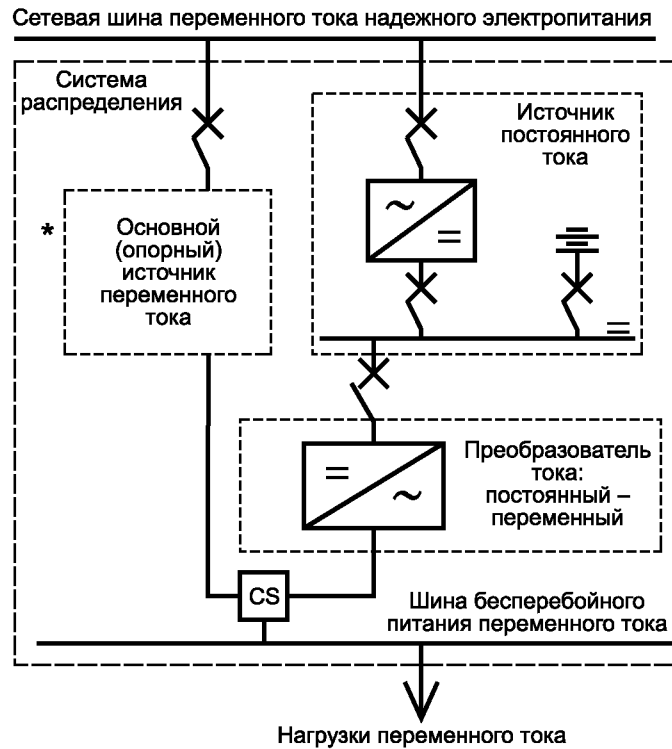 Сетевая шина переменного тока надежного электропитания
Система
распределения
Источник
постоянного
тока
*
Основной
(опорный)
источник
переменного
тока
Преобразователь
тока:
постоянный –
переменный
CS
Шина бесперебойного
питания переменного тока
Нагрузки переменного тока